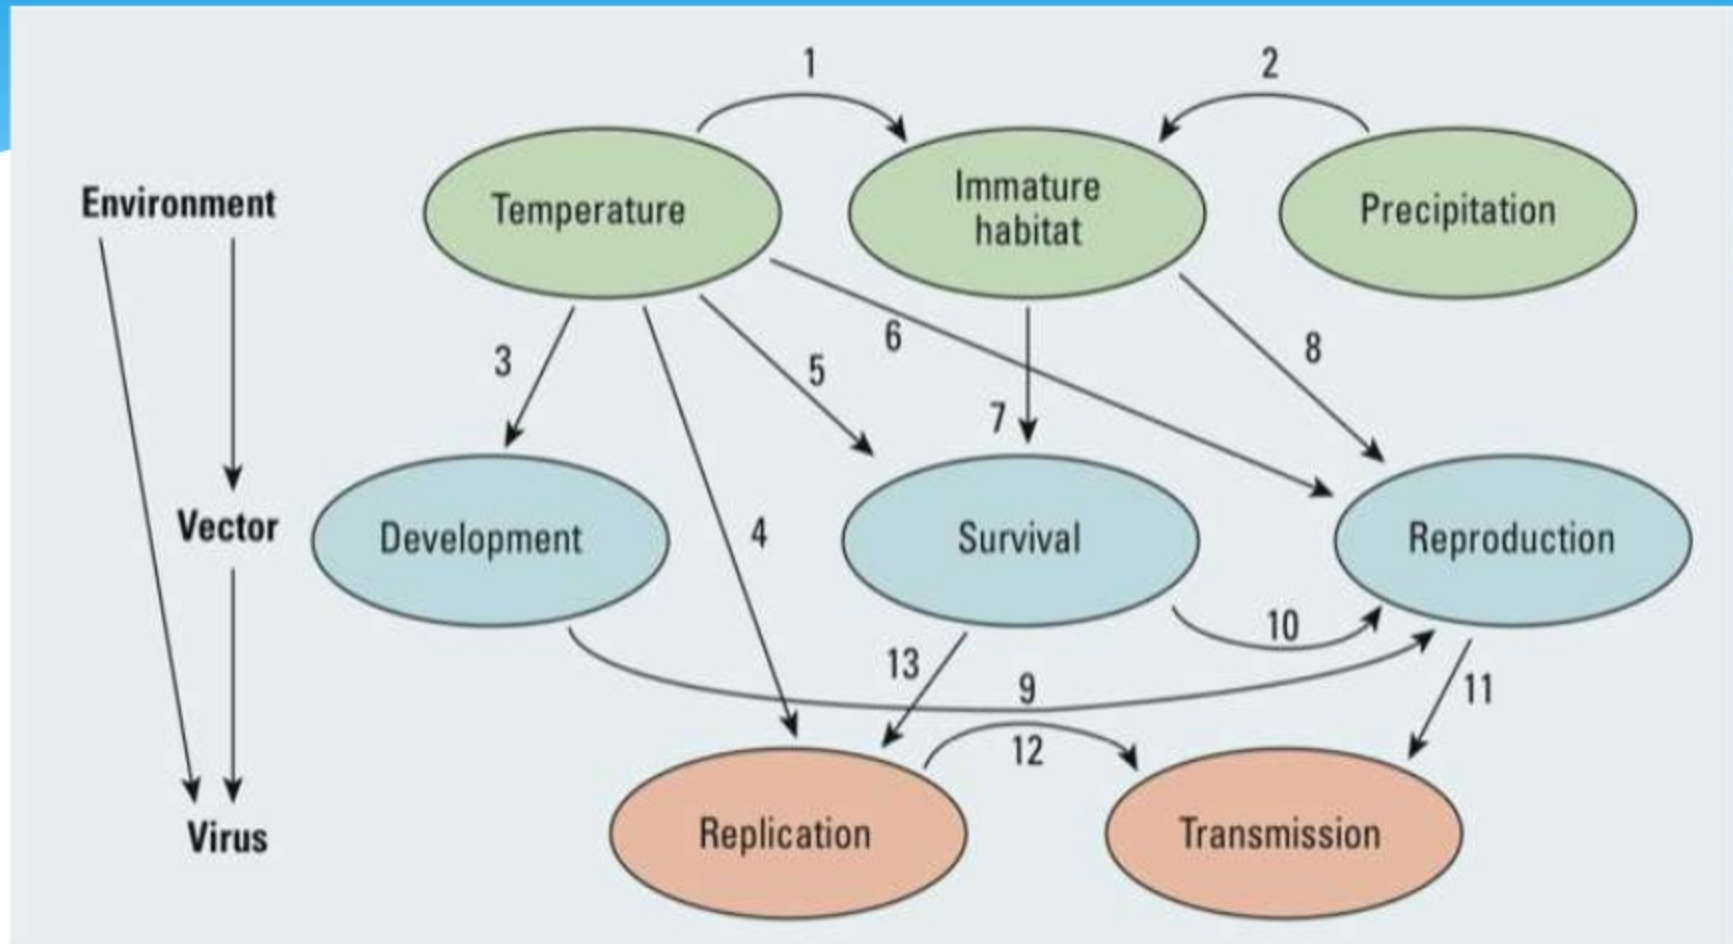 1
2
Environment
Temperature
Immature
habitat
Precipitation
3
5
6
7
8
4
Vector
Development
Survival
Reproduction
10
13
9
11
12
Virus
Replication
Transmission